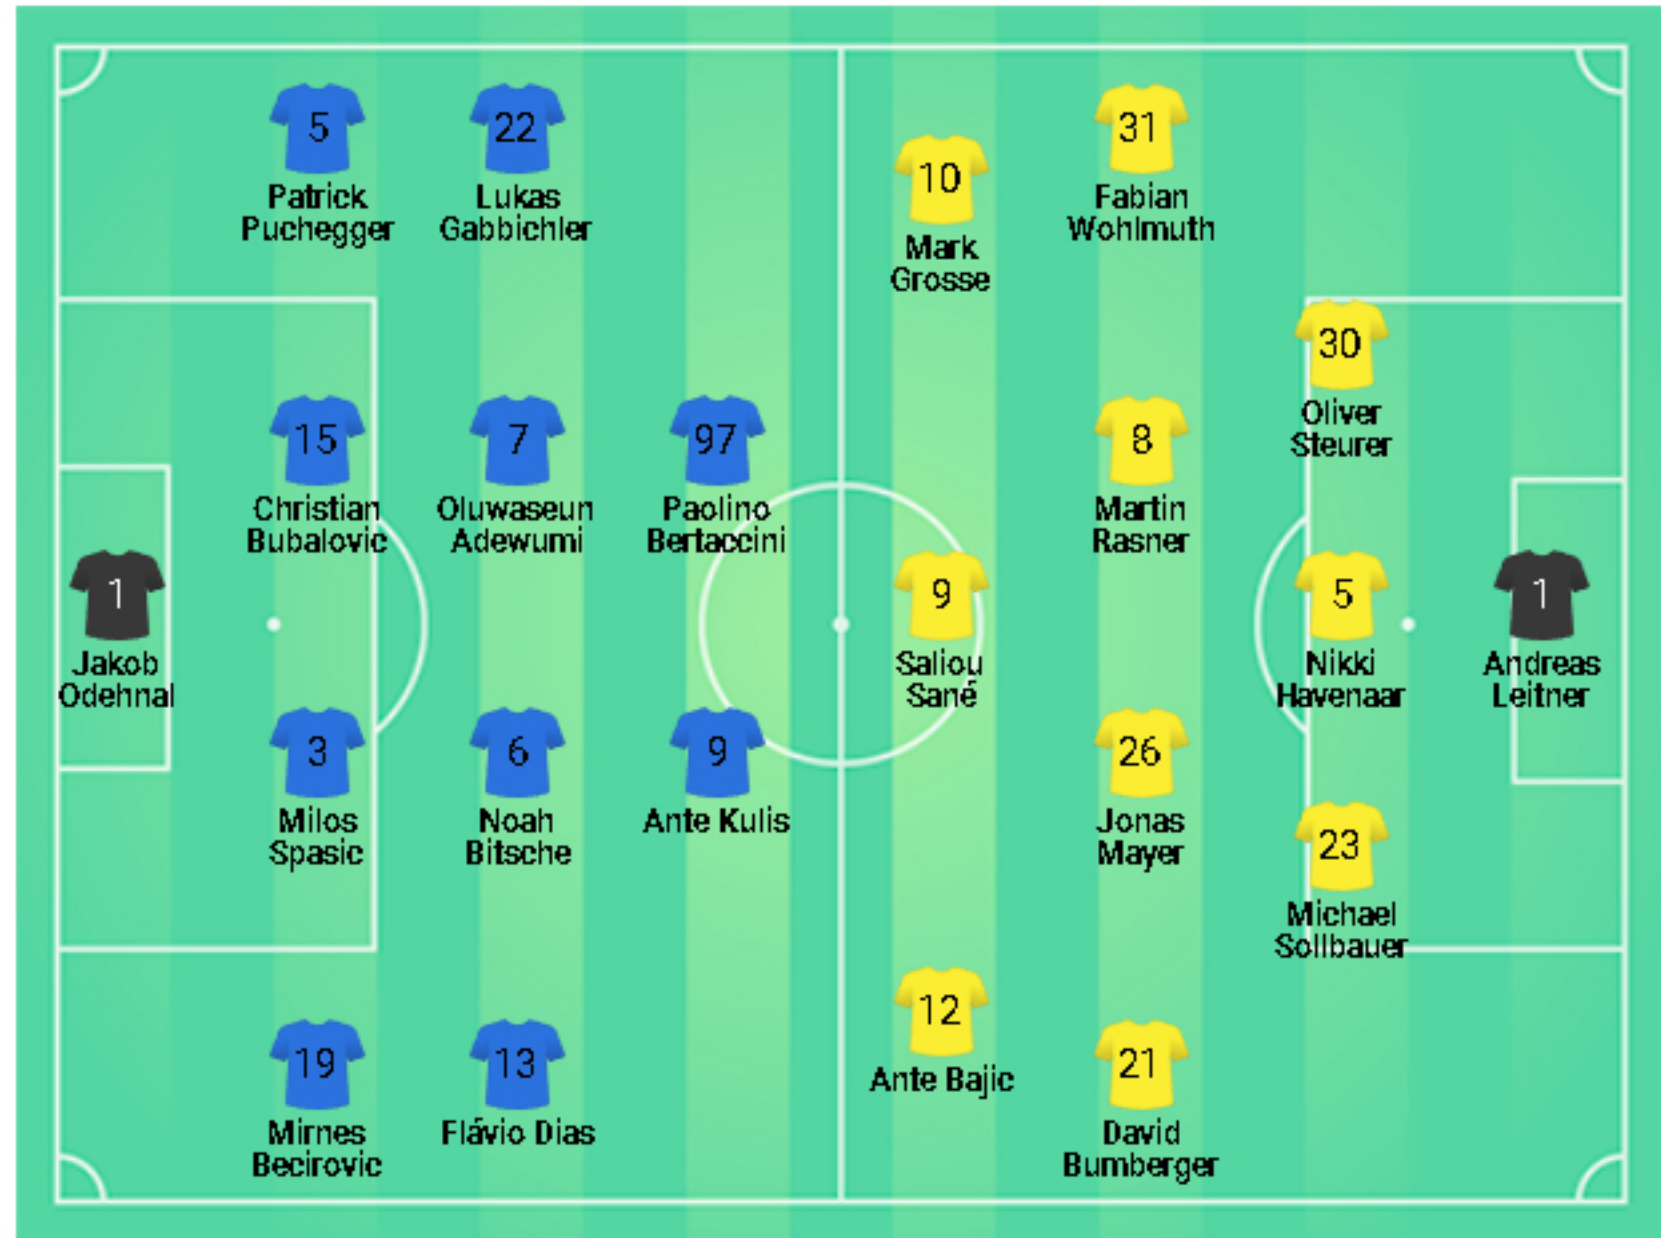 5
Patrick
Puchegger
22
Lukas
Gabbichler
10
Mark
Grosse
31
Fabian
Wohlmuth
30
Oliver
Steurer
15
Christian
Bubalovic
7
Oluwaseun
Adewumi
97
Paolino
Bertaccini
8
Martin
Rasner
1
Jakob
Odehnal
9
Saliou
Sané
5
Nikki
Havenaar
1
Andreas
Leitner
3
Milos
Spasic
6
Noah
Bitsche
9
Ante Kulis
26
Jonas
Mayer
23
Michael
Sollbauer
12
Ante Bajic
19
Mirnes
Becirovic
13
Flávio Dias
21
David
Bumberger